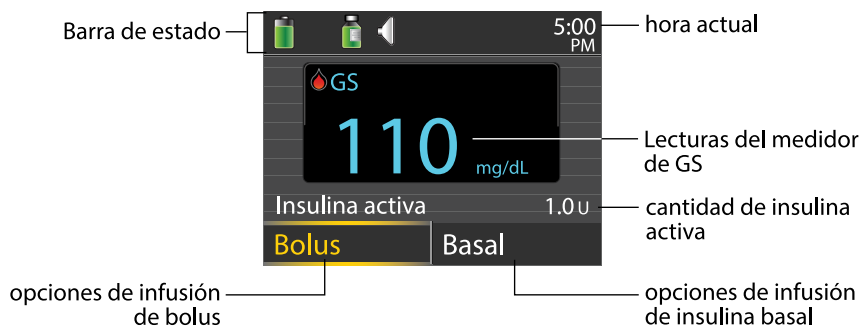 Barra de estado
5:00
PM
hora actual
GS
110 mg/dL
Lecturas del medidor
de GS
Insulina activa 1.0 U
cantidad de insulina
activa
Bolus Basal
opciones de infusión
de bolus
opciones de infusión
de insulina basal